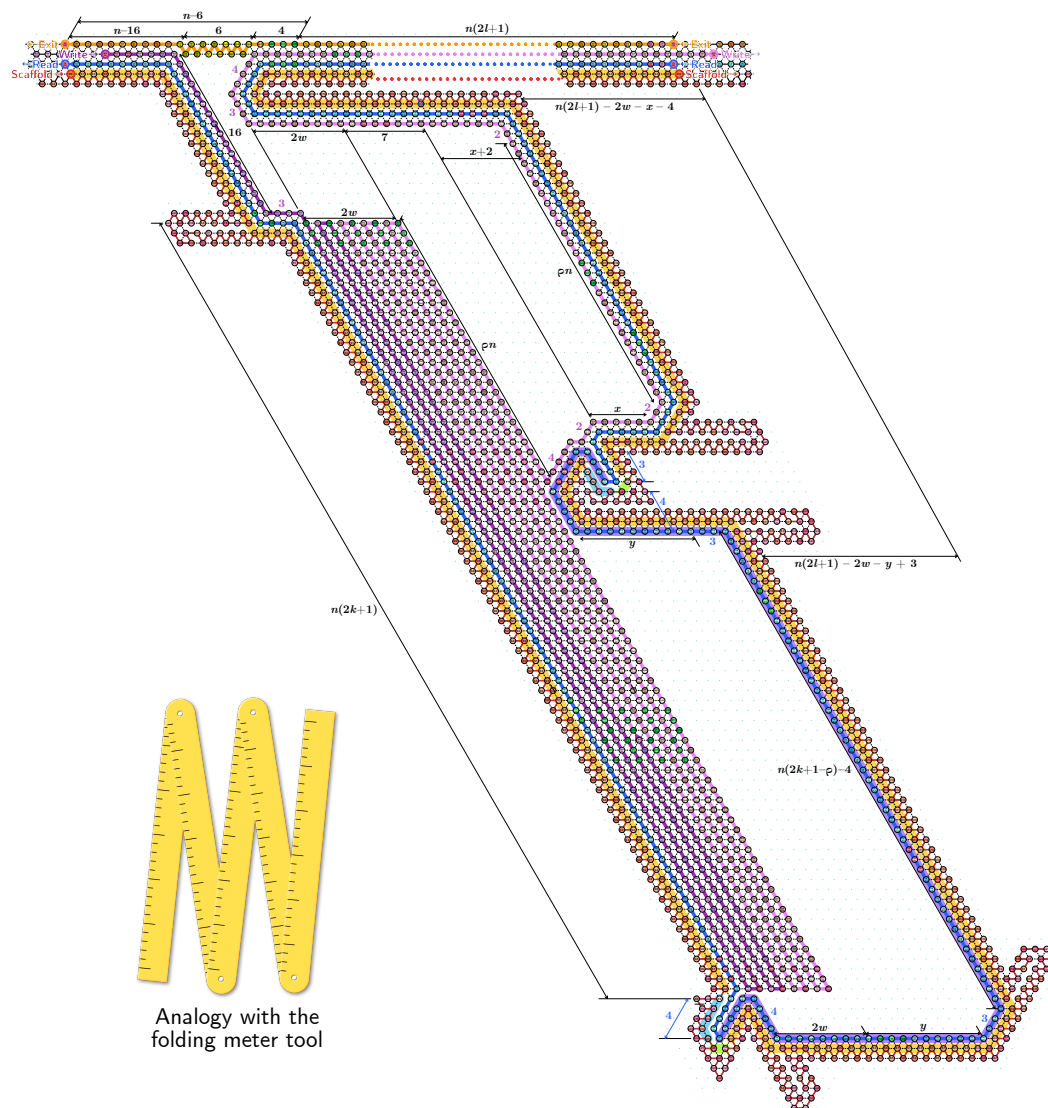 n–6
n–16 6 4 n(2l+1)
Exit Exit
Write Write
Read Read
Scaffold Scaffold
4
3
n(2l+1) − 2w − x − 4
16
2w 7
2
x+2
3
2w
ρn
ρn
x
2
2
4
3
4
y
3
n(2l+1) − 2w − y + 3
n(2k+1)
n(2k+1-ρ)-4
4
4
2w y
3
Analogy with the
folding meter tool